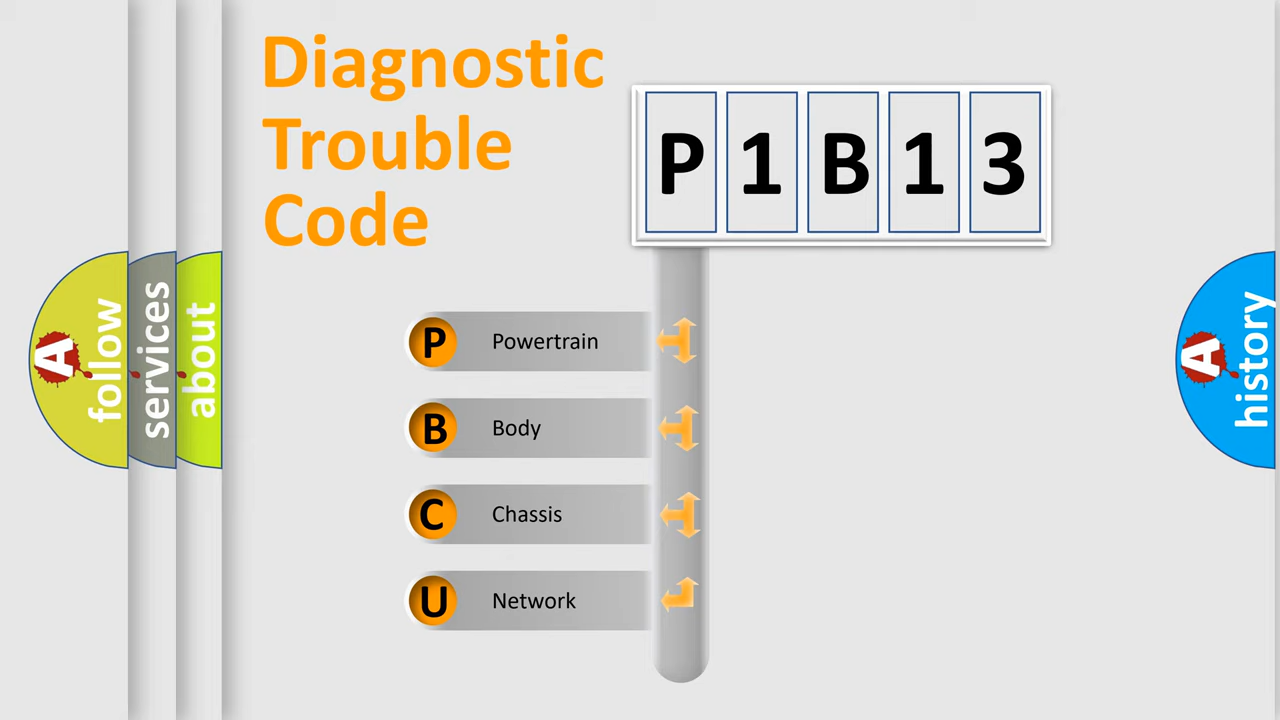 Diagnostic
Trouble
Code
P 1 B 1 3
P Powertrain
B Body
C Chassis
U Network
A follow
services
about
A history